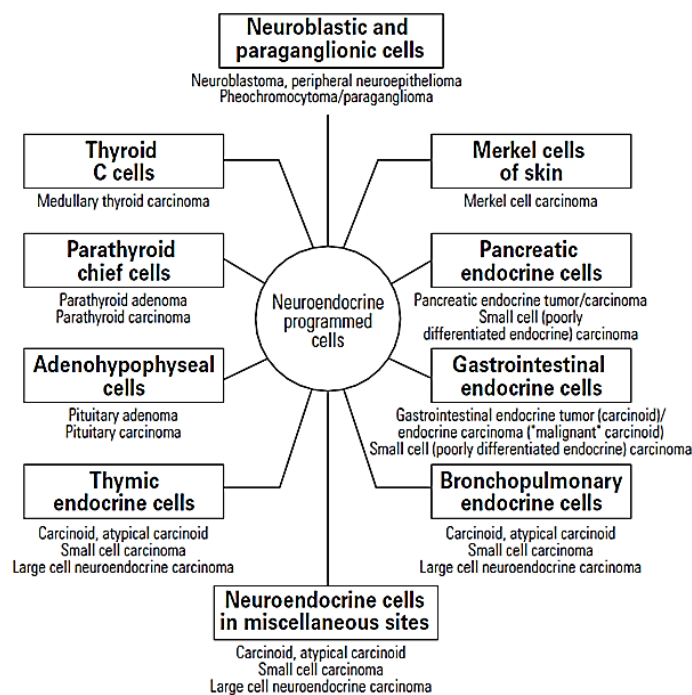 Neuroblastic and
paraganglionic cells
Neuroblastoma, peripheral neuroepithelioma
Pheochromocytoma/paraganglioma
Thyroid
C cells
Medullary thyroid carcinoma
Merkel cells
of skin
Merkel cell carcinoma
Parathyroid
chief cells
Parathyroid adenoma
Parathyroid carcinoma
Neuroendocrine
programmed
cells
Pancreatic
endocrine cells
Pancreatic endocrine tumor/carcinoma
Small cell (poorly
differentiated endocrine) carcinoma
Adenohypophyseal
cells
Pituitary adenoma
Pituitary carcinoma
Gastrointestinal
endocrine cells
Gastrointestinal endocrine tumor (carcinoid)/
endocrine carcinoma ("malignant" carcinoid)
Small cell (poorly differentiated endocrine) carcinoma
Thymic
endocrine cells
Carcinoid, atypical carcinoid
Small cell carcinoma
Large cell neuroendocrine carcinoma
Bronchopulmonary
endocrine cells
Carcinoid, atypical carcinoid
Small cell carcinoma
Large cell neuroendocrine carcinoma
Neuroendocrine cells
in miscellaneous sites
Carcinoid, atypical carcinoid
Small cell carcinoma
Large cell neuroendocrine carcinoma